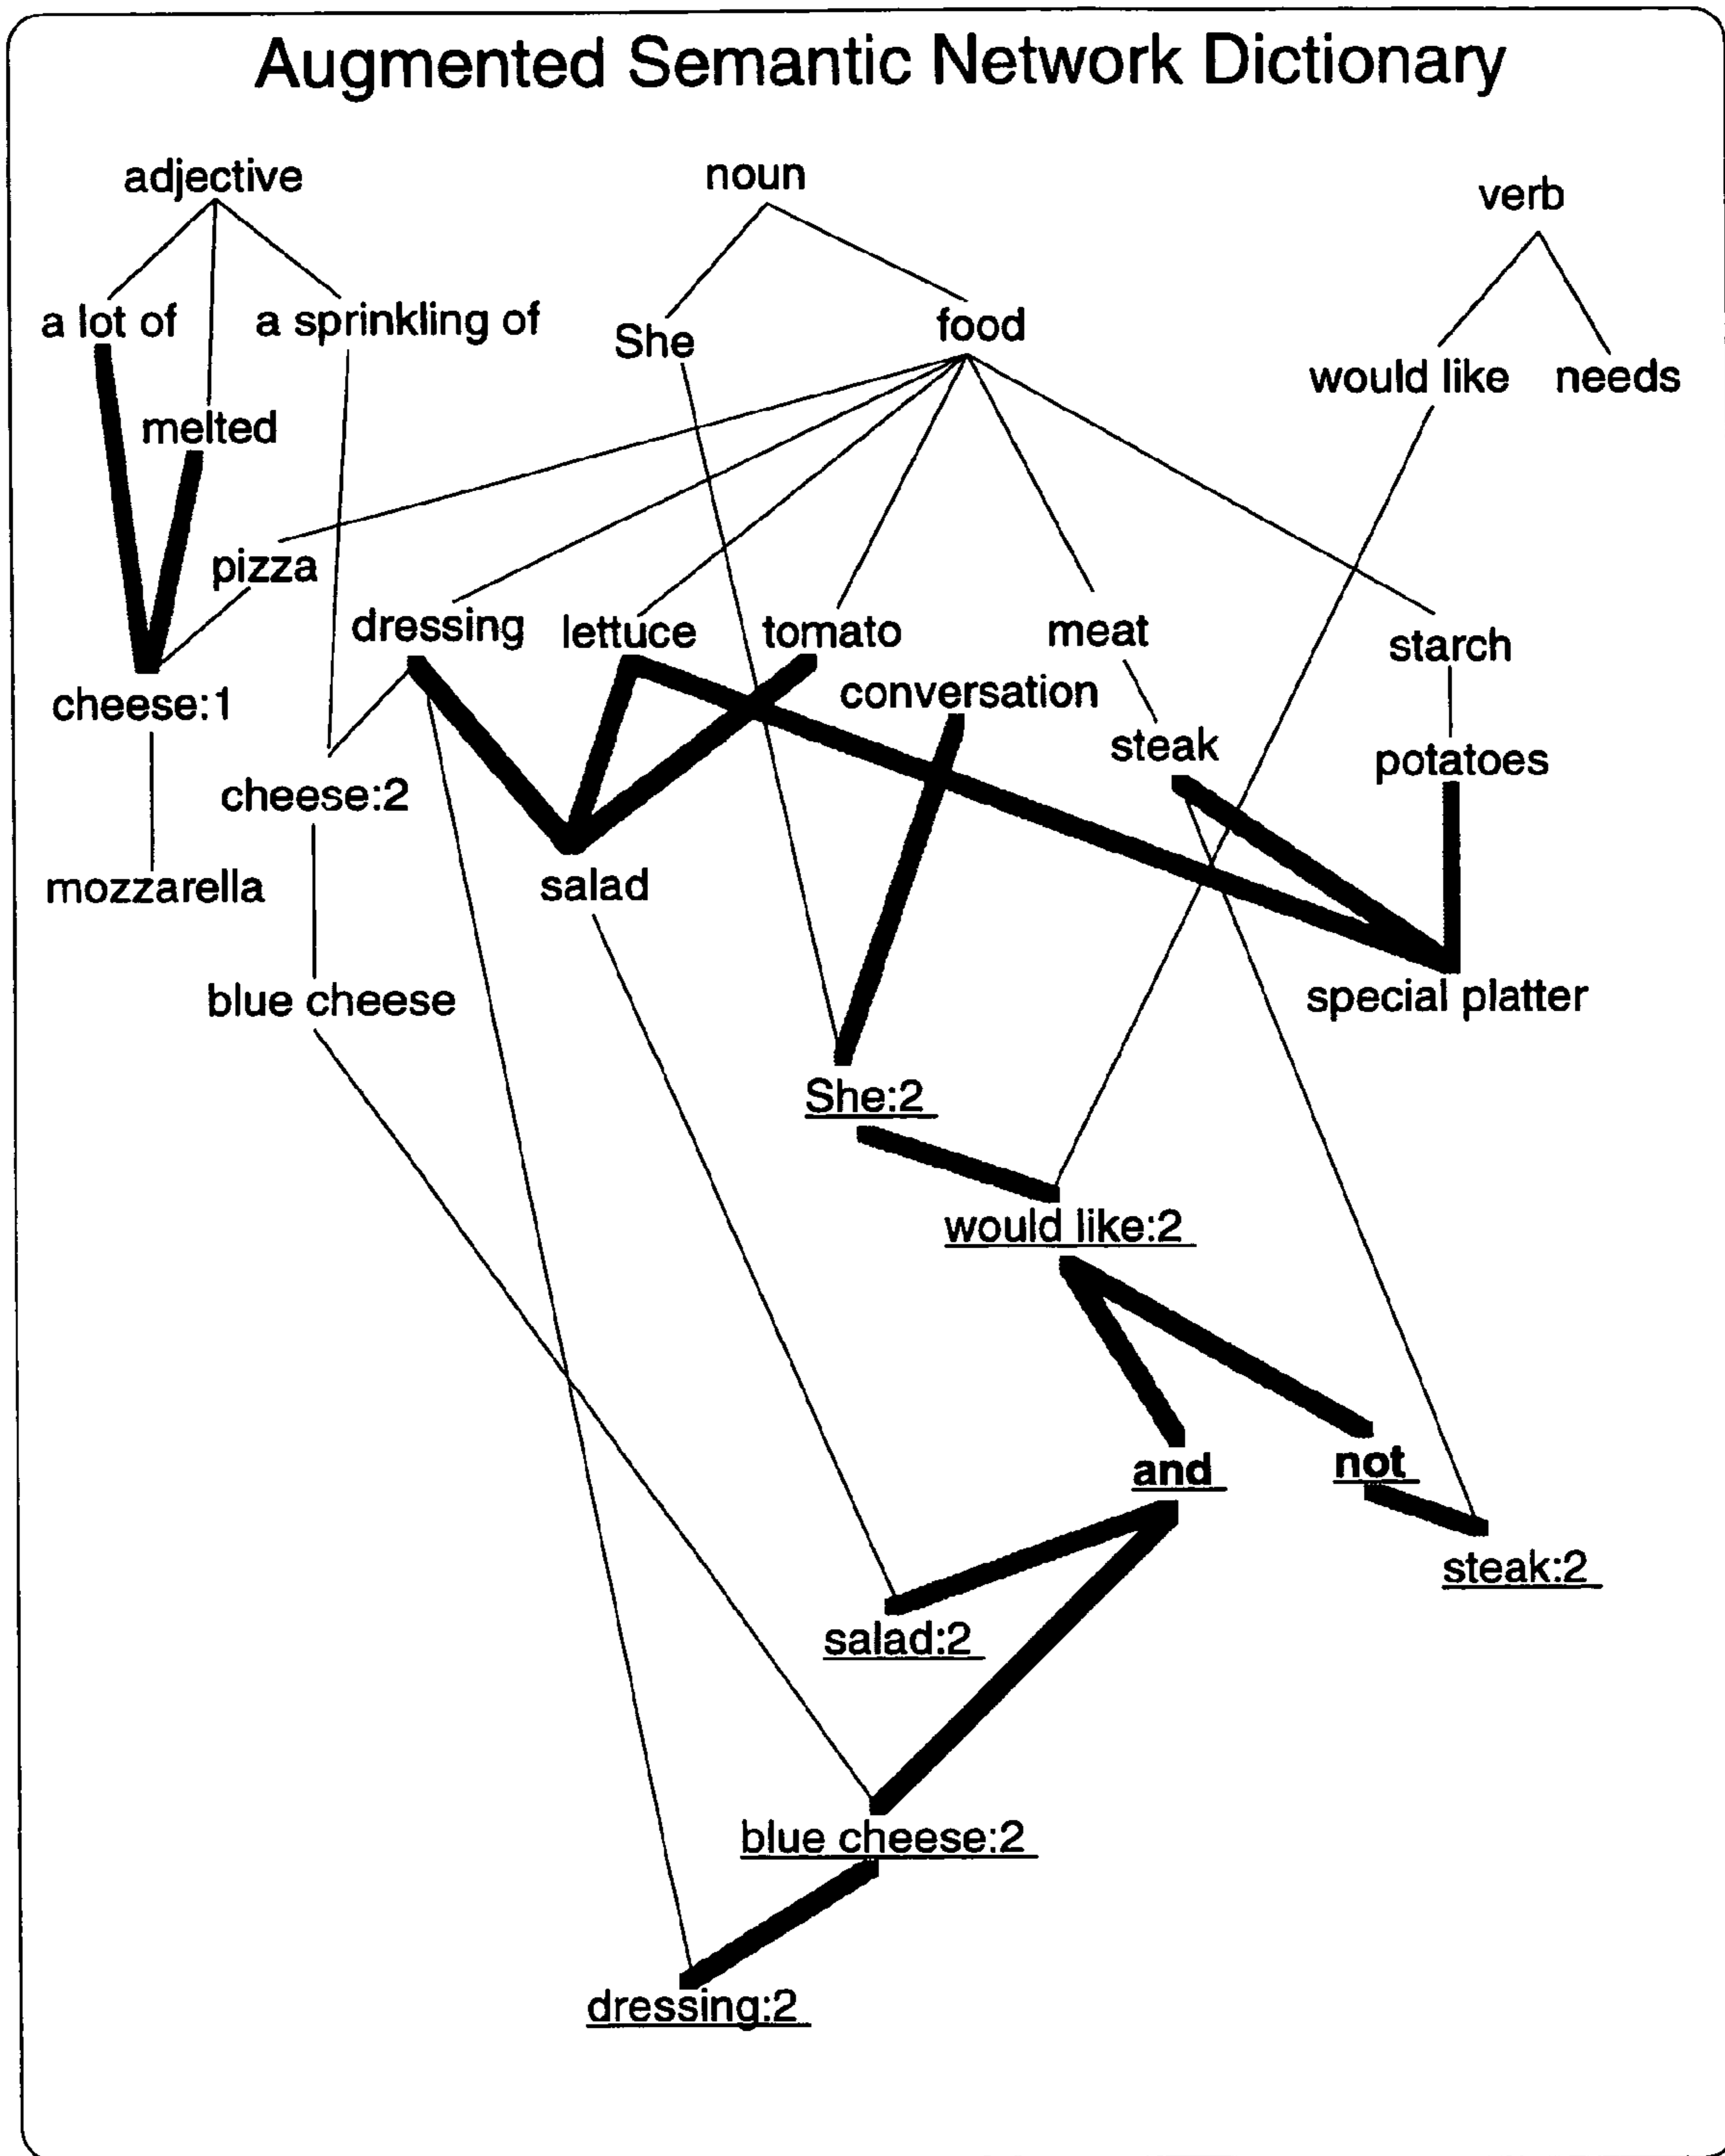 Augmented Semantic Network Dictionary
adjective
noun
verb
a lot of
a sprinkling of
She
food
would like
needs
melted
pizza
dressing
lettuce
tomato
meat
starch
conversation
cheese:1
steak
potatoes
cheese:2
mozzarella
salad
blue cheese
special platter
She:2
would like:2
and
not
steak:2
salad:2
blue cheese:2
dressing:2